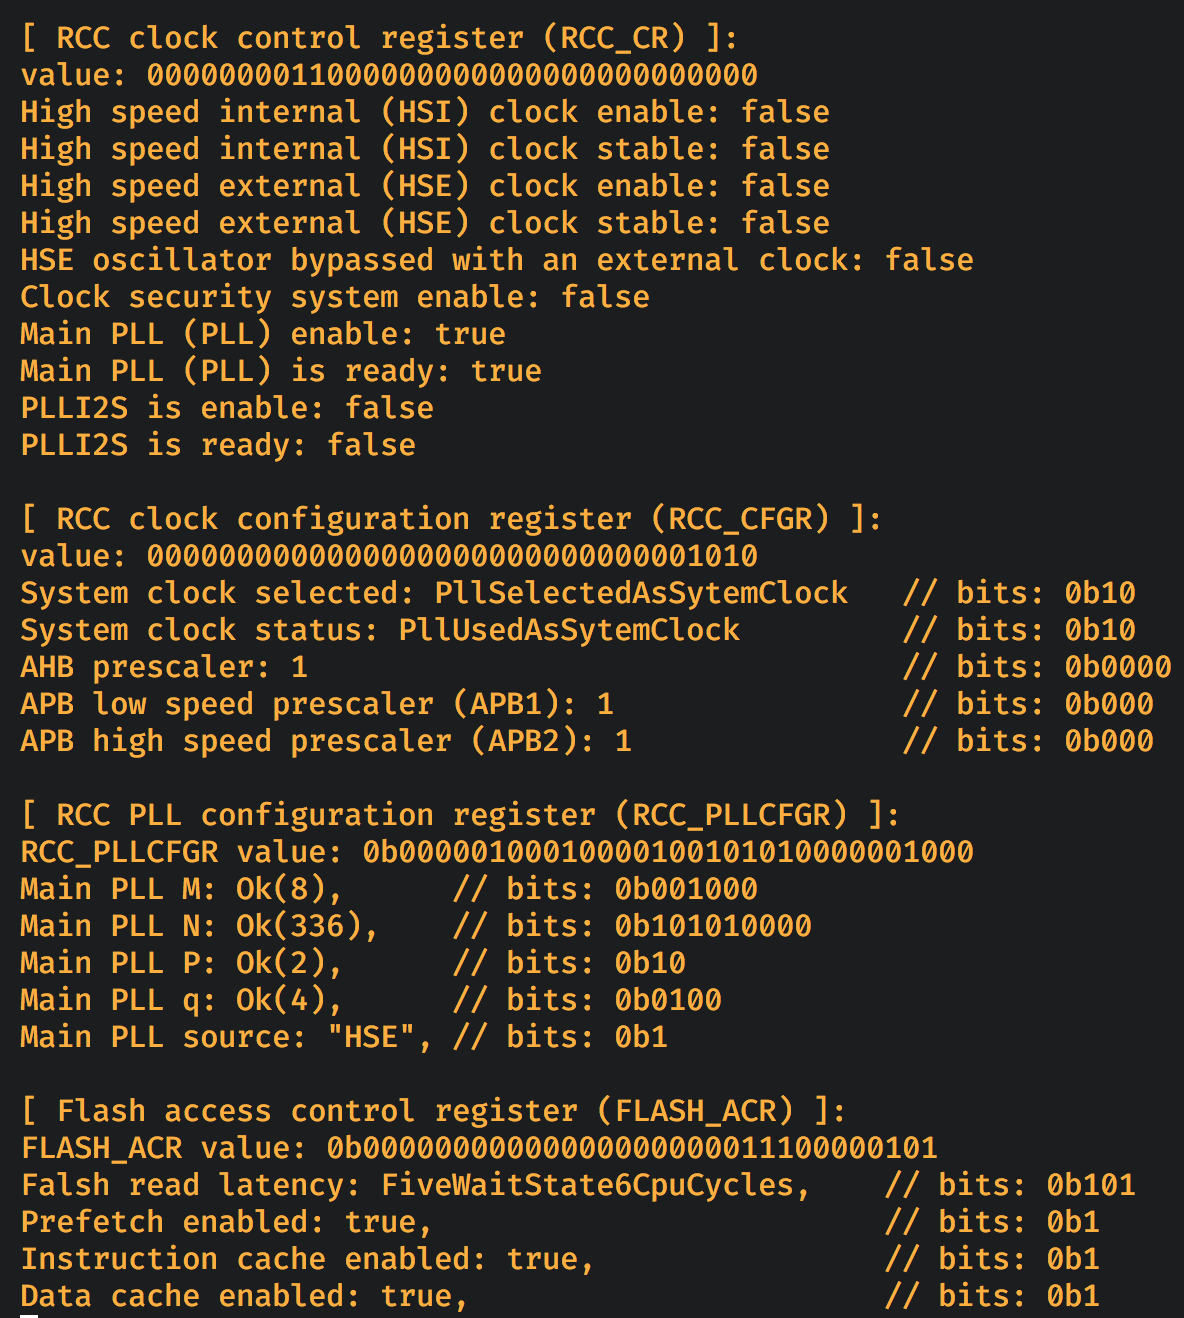 [ RCC clock control register (RCC_CR) ]:
value: 0000000011000000000000000000000000
High speed internal (HSI) clock enable: false
High speed internal (HSI) clock stable: false
High speed external (HSE) clock enable: false
High speed external (HSE) clock stable: false
HSE oscillator bypassed with an external clock: false
Clock security system enable: false
Main PLL (PLL) enable: true
Main PLL (PLL) is ready: true
PLLI2S is enable: false
PLLI2S is ready: false
[ RCC clock configuration register (RCC_CFGR) ]:
value: 0000000000000000000000000000001010
System clock selected: PllSelectedAsSytemClock // bits: 0b10
System clock status: PllUsedAsSytemClock // bits: 0b10
AHB prescaler: 1 // bits: 0b0000
APB low speed prescaler (APB1): 1 // bits: 0b000
APB high speed prescaler (APB2): 1 // bits: 0b000
[ RCC PLL configuration register (RCC_PLLCFGR) ]:
RCC_PLLCFGR value: 0b00000100010000100101010000001000
Main PLL M: Ok(8), // bits: 0b001000
Main PLL N: Ok(336), // bits: 0b101010000
Main PLL P: Ok(2), // bits: 0b10
Main PLL q: Ok(4), // bits: 0b0100
Main PLL source: "HSE", // bits: 0b1
[ Flash access control register (FLASH_ACR) ]:
FLASH_ACR value: 0b00000000000000000000011100000101
Falsh read latency: FiveWaitState6CpuCycles, // bits: 0b101
Prefetch enabled: true, // bits: 0b1
Instruction cache enabled: true, // bits: 0b1
Data cache enabled: true, // bits: 0b1